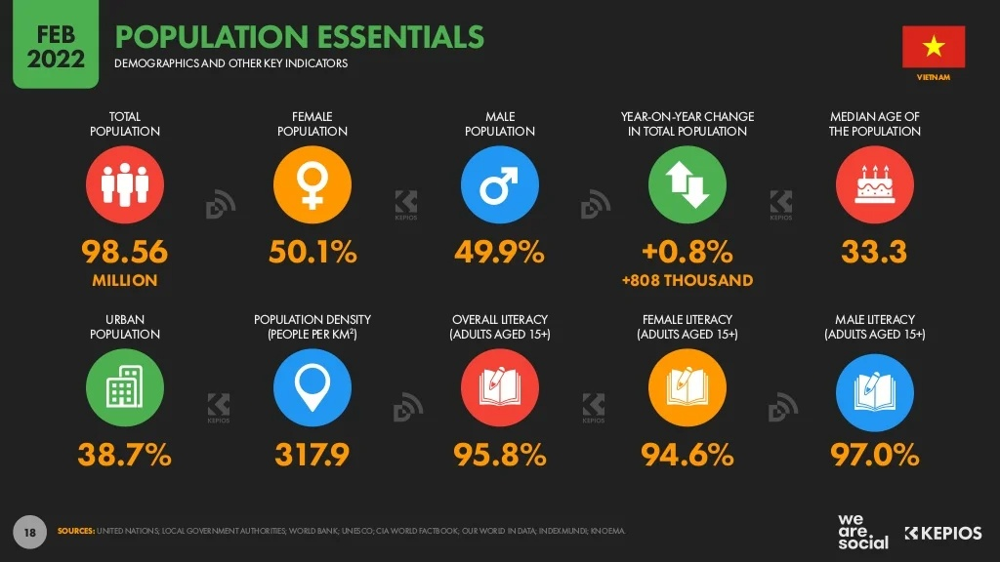 FEB
2022
POPULATION ESSENTIALS
DEMOGRAPHICS AND OTHER KEY INDICATORS
VIETNAM
TOTAL
POPULATION
FEMALE
POPULATION
MALE
POPULATION
YEAR-ON-YEAR CHANGE
IN TOTAL POPULATION
MEDIAN AGE OF
THE POPULATION
KEPIOS
KEPIOS
98.56
MILLION
50.1%
49.9%
+0.8%
+808 THOUSAND
33.3
URBAN
POPULATION
POPULATION DENSITY
(PEOPLE PER KM²)
OVERALL LITERACY
(ADULTS AGED 15+)
FEMALE LITERACY
(ADULTS AGED 15+)
MALE LITERACY
(ADULTS AGED 15+)
KEPIOS
KEPIOS
38.7%
317.9
95.8%
94.6%
97.0%
18
SOURCES: UNITED NATIONS; LOCAL GOVERNMENT AUTHORITIES; WORLD BANK; UNESCO; CIA WORLD FACTBOOK; OUR WORLD IN DATA; INDEXMUNDI; KNOEMA.
we
are
social
KEPIOS